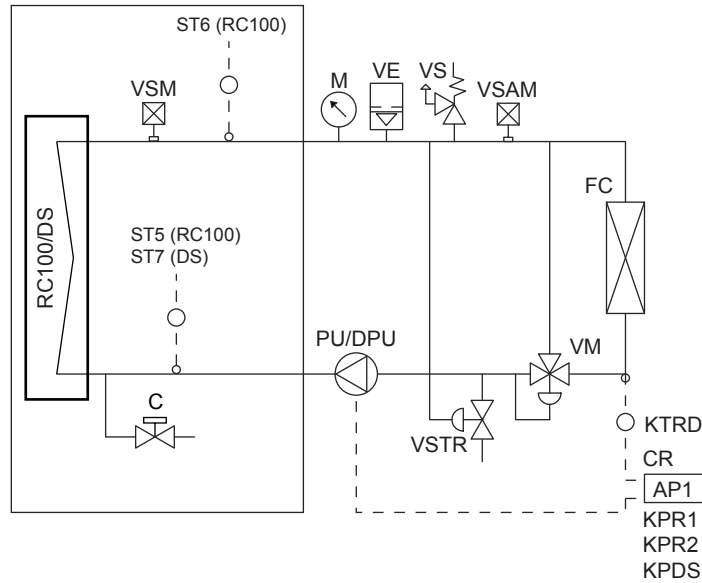 ST6 (RC100)
M
VE
VS
VSM
VSAM
FC
RC100/DS
ST5 (RC100)
ST7 (DS)
PU/DPU
VM
C
VSTR
KTRD
CR
AP1
KPR1
KPR2
KPDS